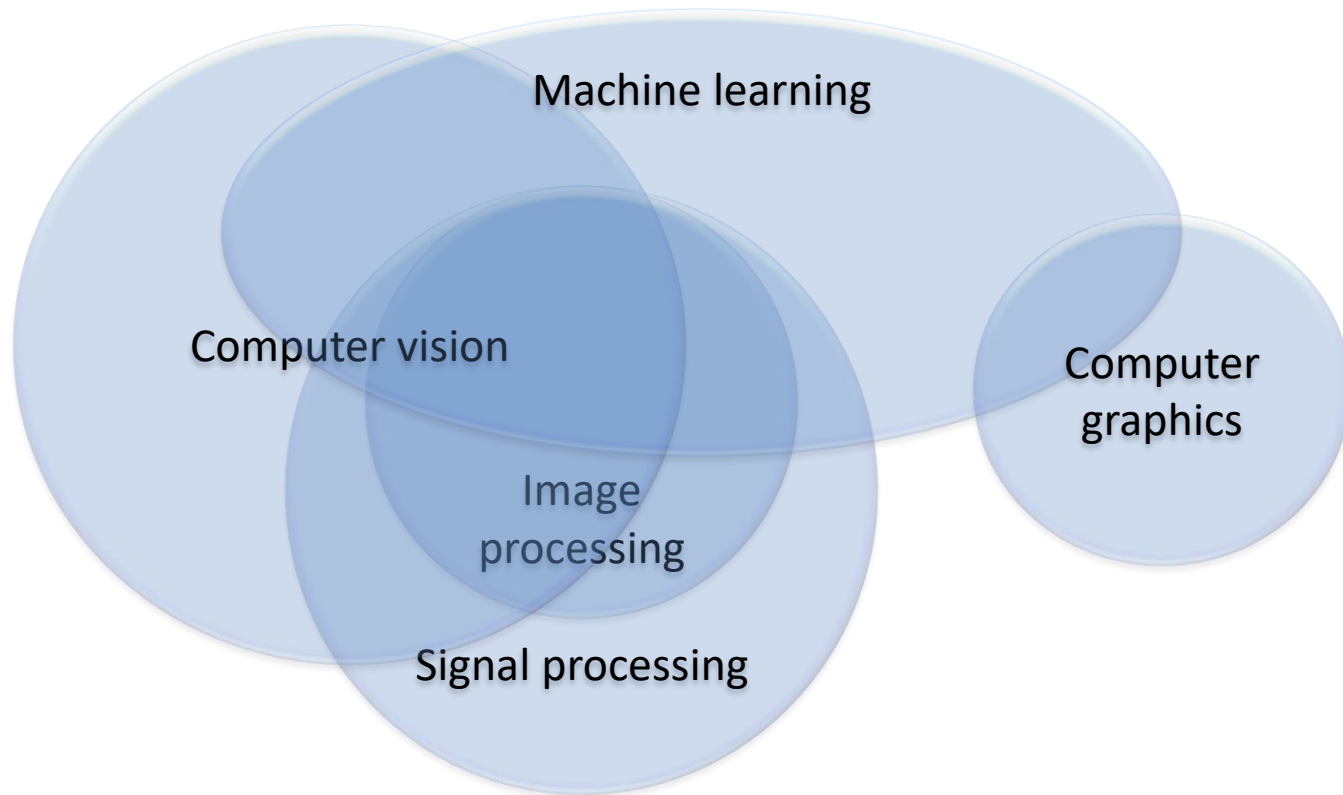 Machine learning
Computer vision
Computer
graphics
Image
processing
Signal processing